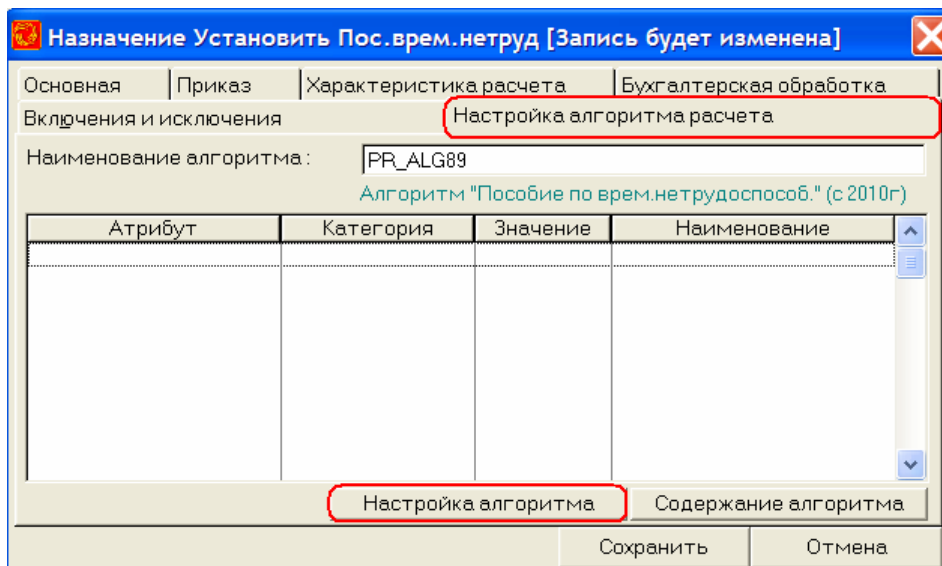 Назначение Установить Пос.врем.нетруд [Запись будет изменена]
Основная Приказ Характеристика расчета Бухгалтерская обработка
Включения и исключения Настройка алгоритма расчета
Наименование алгоритма: PR_ALG89
Алгоритм "Пособие по врем.нетрудоспособ." (с 2010г)
Атрибут Категория Значение Наименование
Настройка алгоритма Содержание алгоритма
Сохранить Отмена